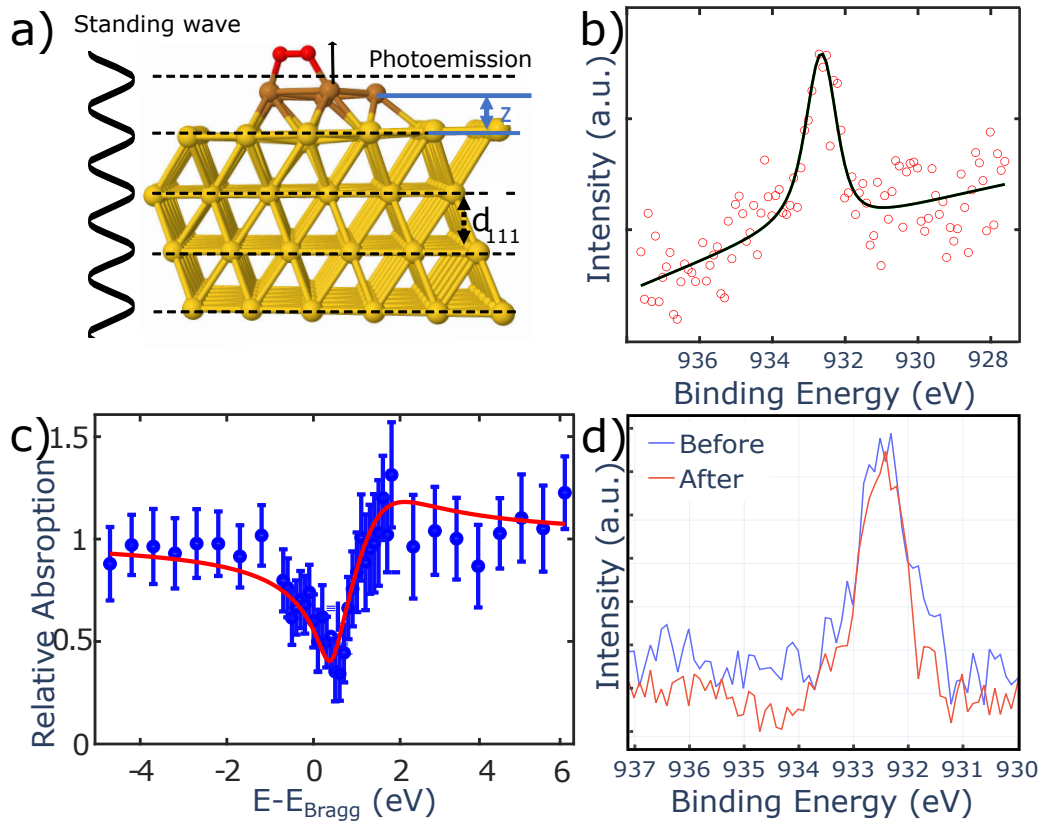 a)
Standing wave
Photoemission
z
d111
b)
Intensity (a.u.)
936 934 932 930 928
Binding Energy (eV)
c)
Relative Absroption
1.5
1
0.5
0
-4 -2 0 2 4 6
E-EBragg (eV)
d)
Before
After
Intensity (a.u.)
937 936 935 934 933 932 931 930
Binding Energy (eV)